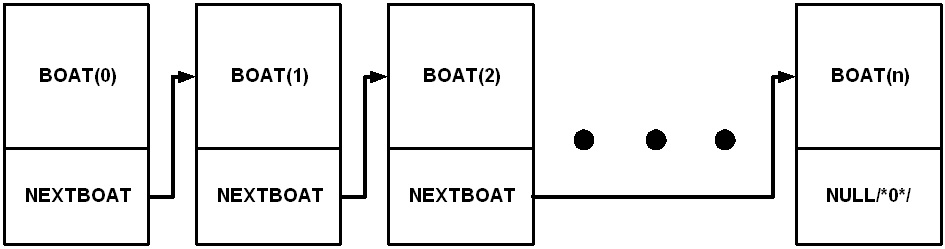 BOAT(0) BOAT(1) BOAT(2) BOAT(n)
NEXTBOAT NEXTBOAT NEXTBOAT NULL/*0*/